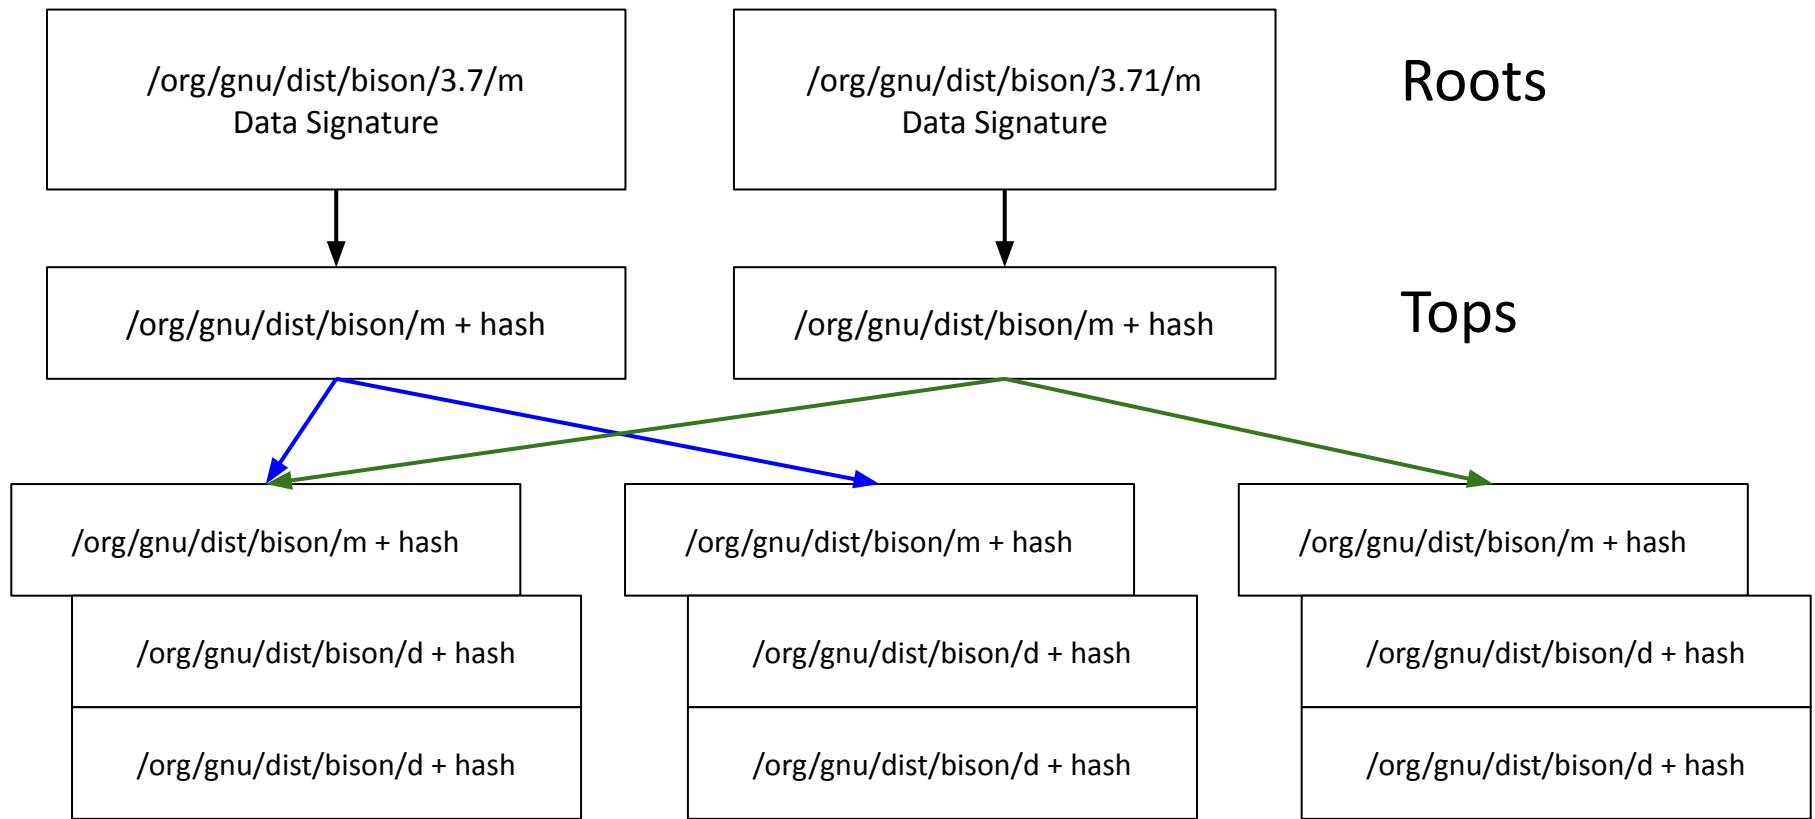 /org/gnu/dist/bison/3.7/m
Data Signature
/org/gnu/dist/bison/3.71/m
Data Signature
Roots
/org/gnu/dist/bison/m + hash
/org/gnu/dist/bison/m + hash
Tops
/org/gnu/dist/bison/m + hash
/org/gnu/dist/bison/m + hash
/org/gnu/dist/bison/m + hash
/org/gnu/dist/bison/d + hash
/org/gnu/dist/bison/d + hash
/org/gnu/dist/bison/d + hash
/org/gnu/dist/bison/d + hash
/org/gnu/dist/bison/d + hash
/org/gnu/dist/bison/d + hash